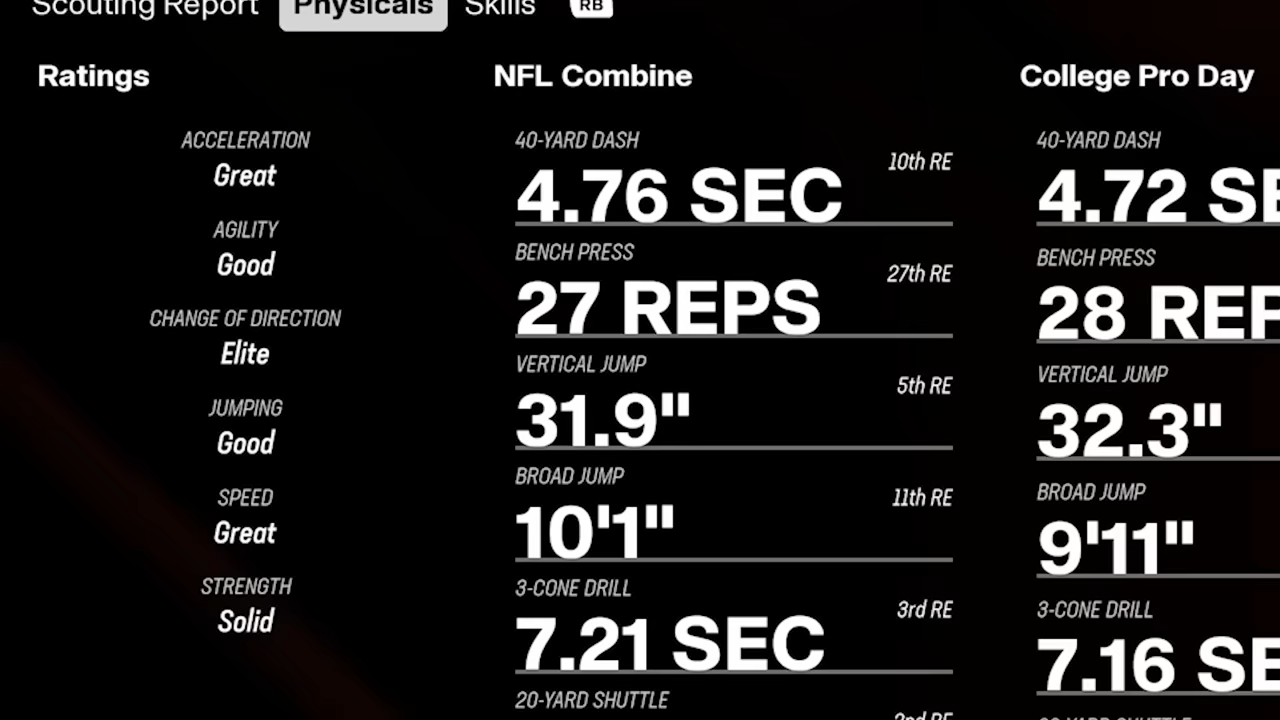 Scouting Report Physicals Skills RB
Ratings
ACCELERATION
Great
AGILITY
Good
CHANGE OF DIRECTION
Elite
JUMPING
Good
SPEED
Great
STRENGTH
Solid
NFL Combine
40-YARD DASH
10th RE
4.76 SEC
BENCH PRESS
27th RE
27 REPS
VERTICAL JUMP
5th RE
31.9"
BROAD JUMP
11th RE
10'1"
3-CONE DRILL
3rd RE
7.21 SEC
20-YARD SHUTTLE
College Pro Day
40-YARD DASH
4.72
BENCH PRESS
28
VERTICAL JUMP
32.3"
BROAD JUMP
9'11"
3-CONE DRILL
7.16